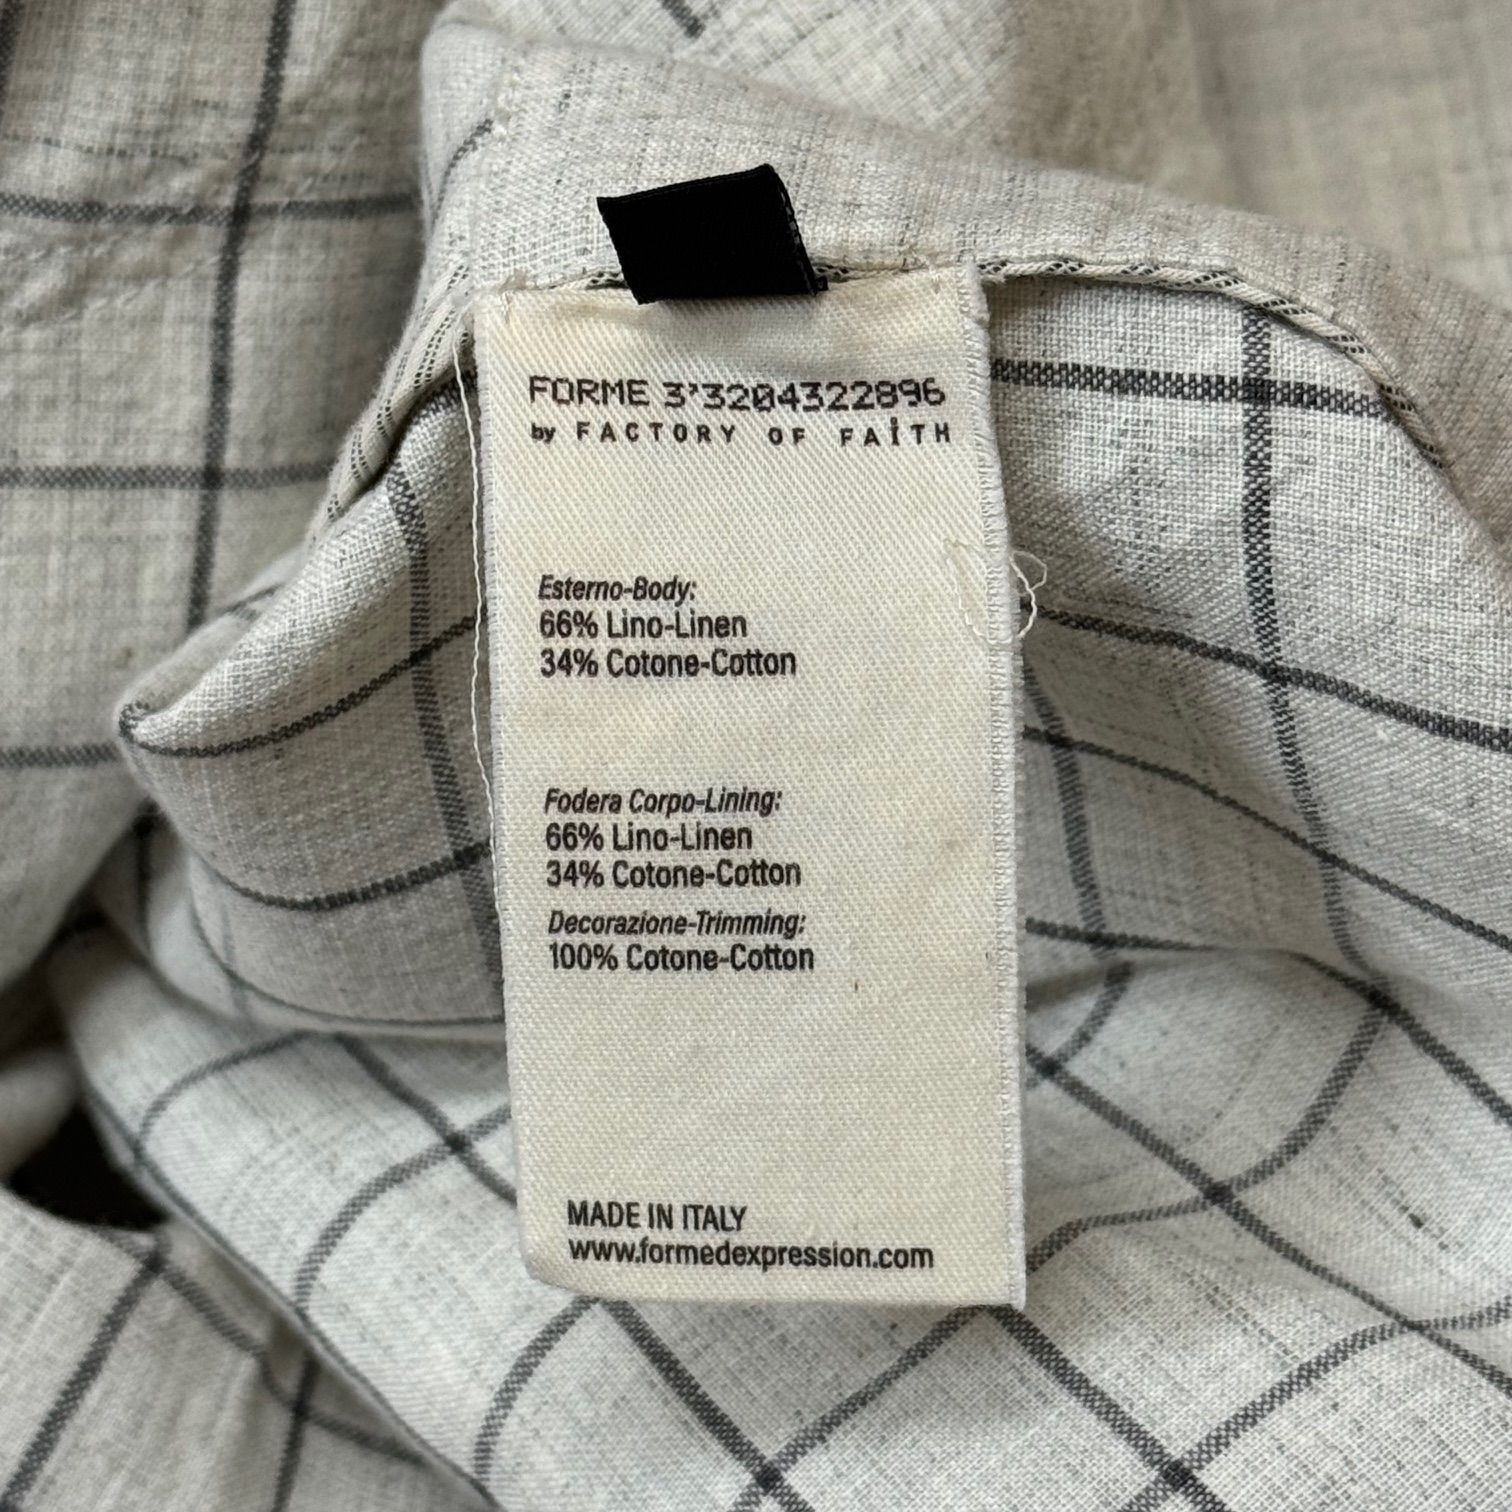 FORME 3'3204322896
by FACTORY OF FAiTH
Esterno-Body:
66% Lino-Linen
34% Cotone-Cotton
Fodera Corpo-Lining:
66% Lino-Linen
34% Cotone-Cotton
Decorazione-Trimming:
100% Cotone-Cotton
MADE IN ITALY
www.formedexpression.com